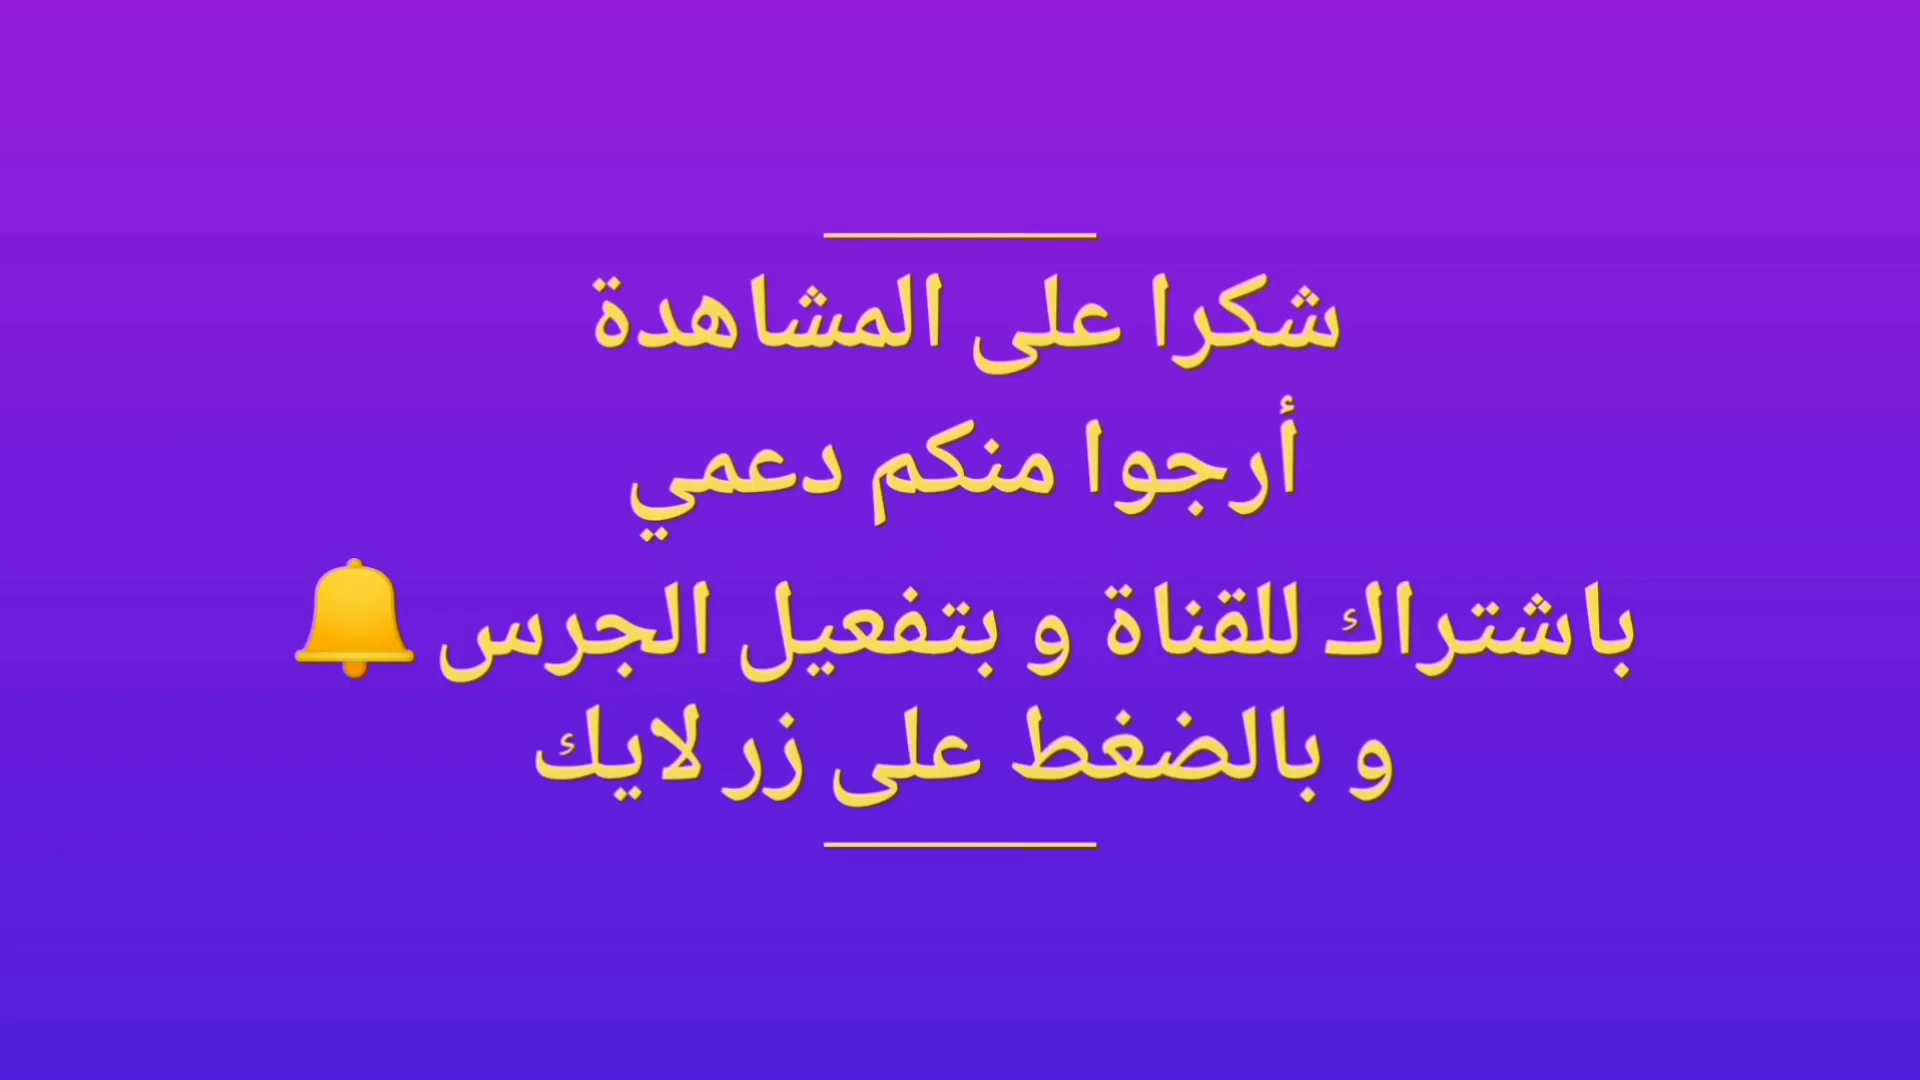 شكرا على المشاهدة
أرجوا منكم دعمي
باشتراك للقناة و بتفعيل الجرس🔔
و بالضغط على زر لايك